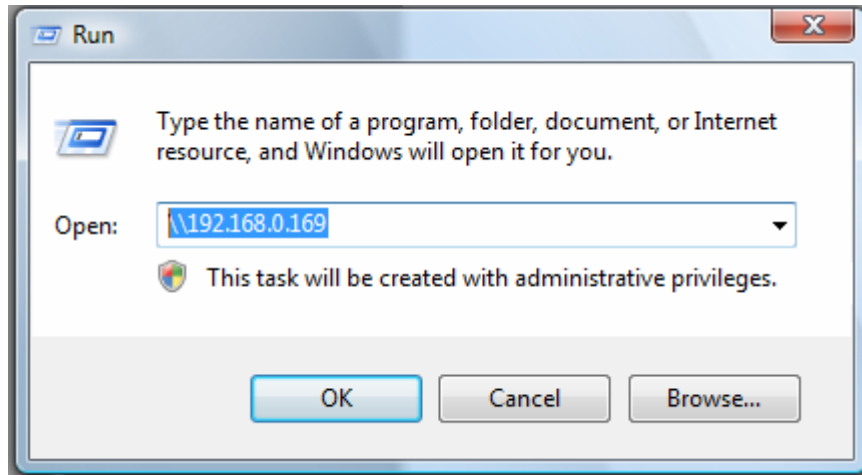 Run
Type the name of a program, folder, document, or Internet
resource, and Windows will open it for you.
Open: \\192.168.0.169
This task will be created with administrative privileges.
OK Cancel Browse...